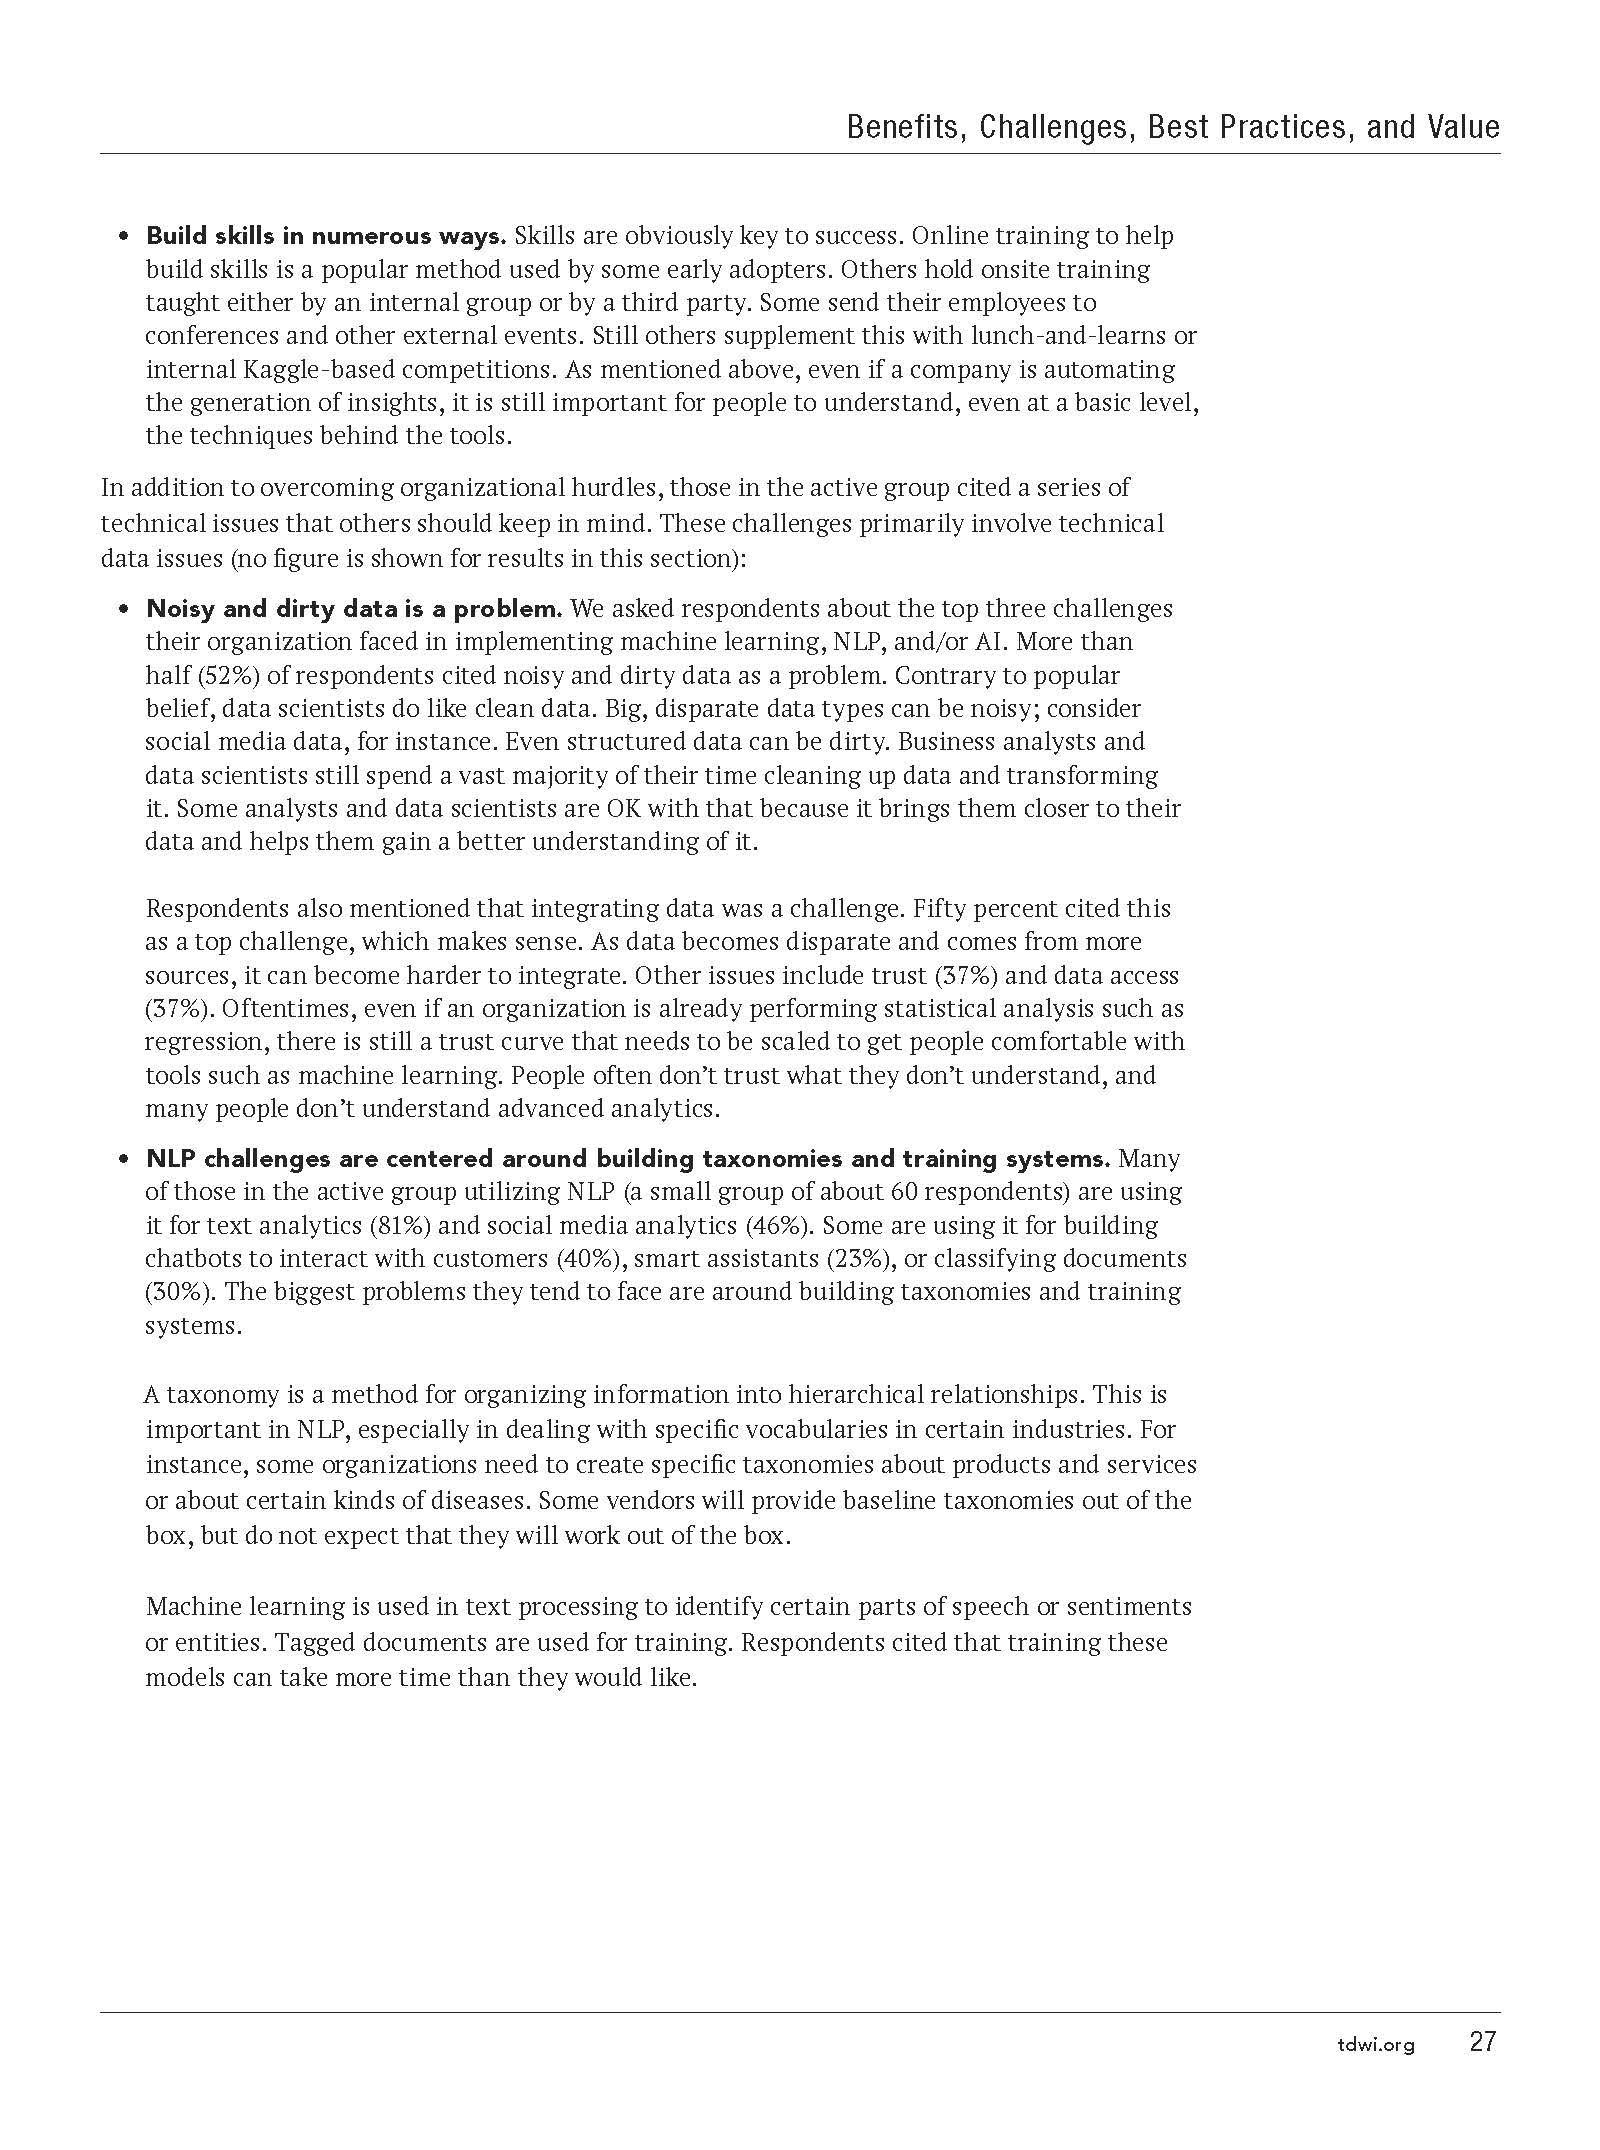 Benefits, Challenges, Best Practices, and Value
• Build skills in numerous ways. Skills are obviously key to success. Online training to help
build skills is a popular method used by some early adopters. Others hold onsite training
taught either by an internal group or by a third party. Some send their employees to
conferences and other external events. Still others supplement this with lunch-and-learns or
internal Kaggle-based competitions. As mentioned above, even if a company is automating
the generation of insights, it is still important for people to understand, even at a basic level,
the techniques behind the tools.
In addition to overcoming organizational hurdles, those in the active group cited a series of
technical issues that others should keep in mind. These challenges primarily involve technical
data issues (no figure is shown for results in this section):
• Noisy and dirty data is a problem. We asked respondents about the top three challenges
their organization faced in implementing machine learning, NLP, and/or AI. More than
half (52%) of respondents cited noisy and dirty data as a problem. Contrary to popular
belief, data scientists do like clean data. Big, disparate data types can be noisy; consider
social media data, for instance. Even structured data can be dirty. Business analysts and
data scientists still spend a vast majority of their time cleaning up data and transforming
it. Some analysts and data scientists are OK with that because it brings them closer to their
data and helps them gain a better understanding of it.
Respondents also mentioned that integrating data was a challenge. Fifty percent cited this
as a top challenge, which makes sense. As data becomes disparate and comes from more
sources, it can become harder to integrate. Other issues include trust (37%) and data access
(37%). Oftentimes, even if an organization is already performing statistical analysis such as
regression, there is still a trust curve that needs to be scaled to get people comfortable with
tools such as machine learning. People often don’t trust what they don’t understand, and
many people don’t understand advanced analytics.
• NLP challenges are centered around building taxonomies and training systems. Many
of those in the active group utilizing NLP (a small group of about 60 respondents) are using
it for text analytics (81%) and social media analytics (46%). Some are using it for building
chatbots to interact with customers (40%), smart assistants (23%), or classifying documents
(30%). The biggest problems they tend to face are around building taxonomies and training
systems.
A taxonomy is a method for organizing information into hierarchical relationships. This is
important in NLP, especially in dealing with specific vocabularies in certain industries. For
instance, some organizations need to create specific taxonomies about products and services
or about certain kinds of diseases. Some vendors will provide baseline taxonomies out of the
box, but do not expect that they will work out of the box.
Machine learning is used in text processing to identify certain parts of speech or sentiments
or entities. Tagged documents are used for training. Respondents cited that training these
models can take more time than they would like.
tdwi.org 27